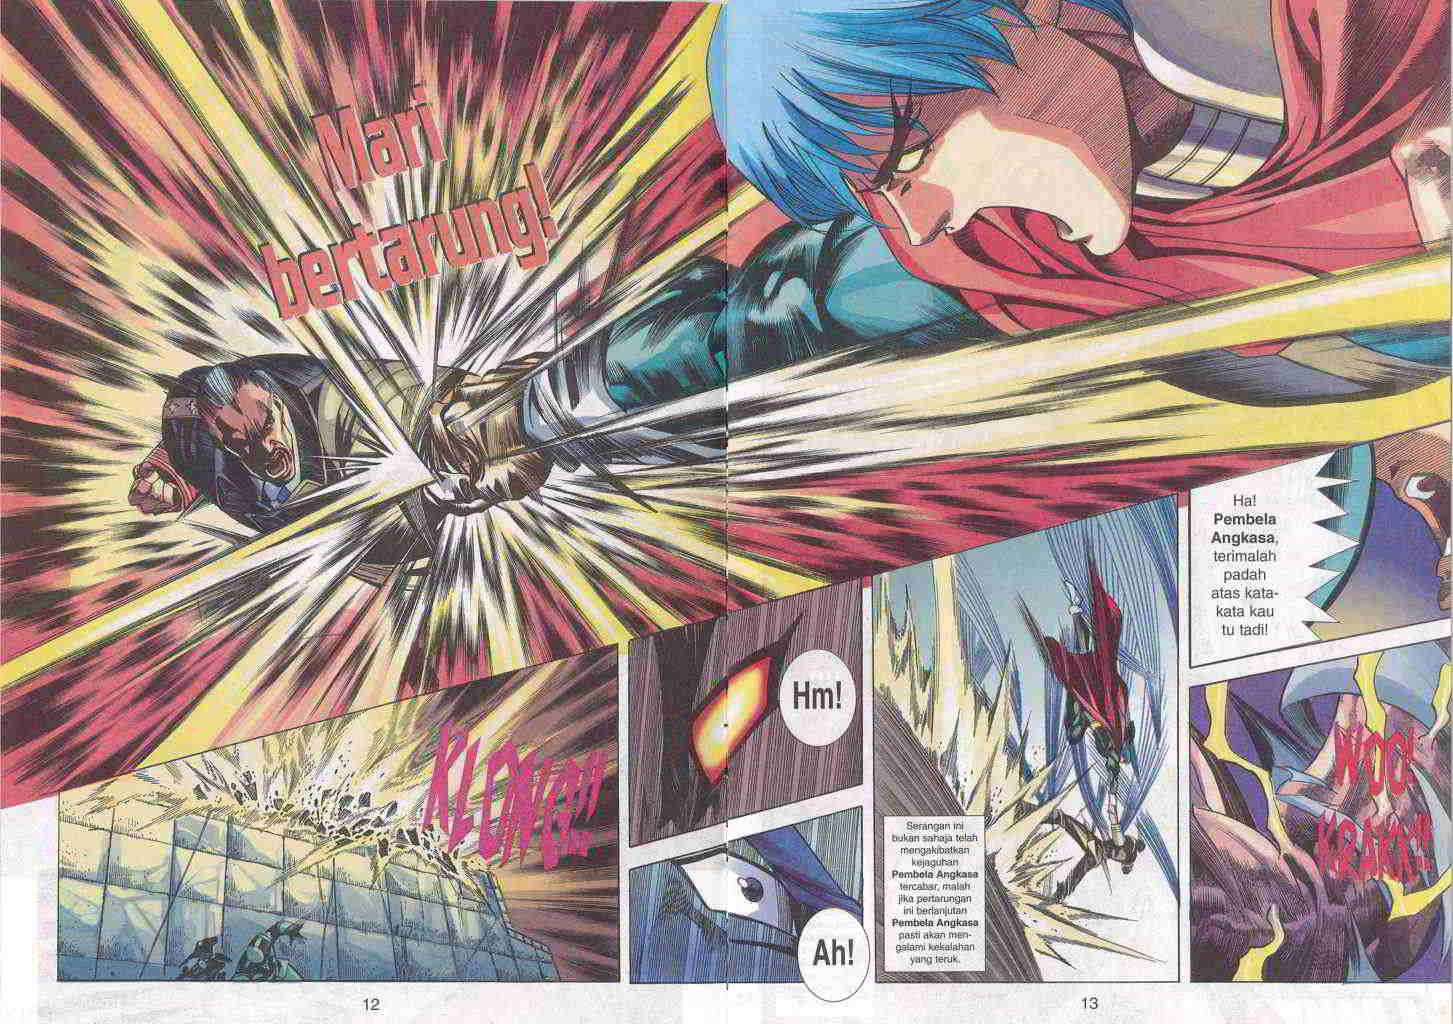 Mari
bertarung!
KLONG!!
Hm!
Ah!
Serangan ini
bukan sahaja telah
mengakibatkan
kejaguhan
Pembela Angkasa
tercabar, malah
jika pertarungan
ini berlanjutan
Pembela Angkasa
pasti akan men-
galami kekalahan
yang teruk.
Ha!
Pembela
Angkasa,
terimalah
padah
atas kata-
kata kau
tu tadi!
WOO!
KRAKK!!
12
13